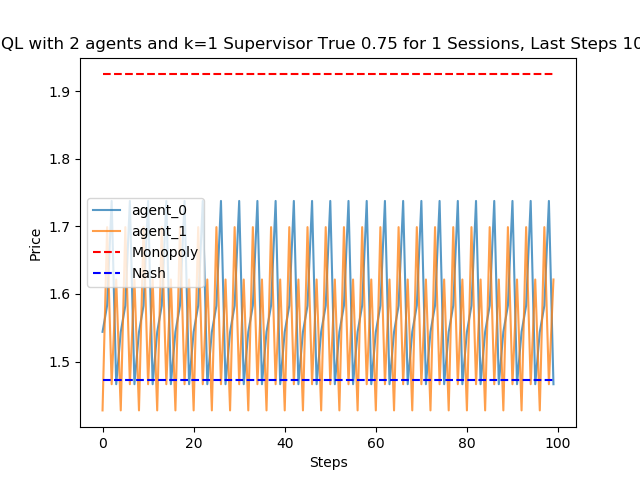 QL with 2 agents and k=1 Supervisor True 0.75 for 1 Sessions, Last Steps 10
1.9
1.8
1.7
1.6
1.5
Price
agent_0
agent_1
Monopoly
Nash
0 20 40 60 80 100
Steps